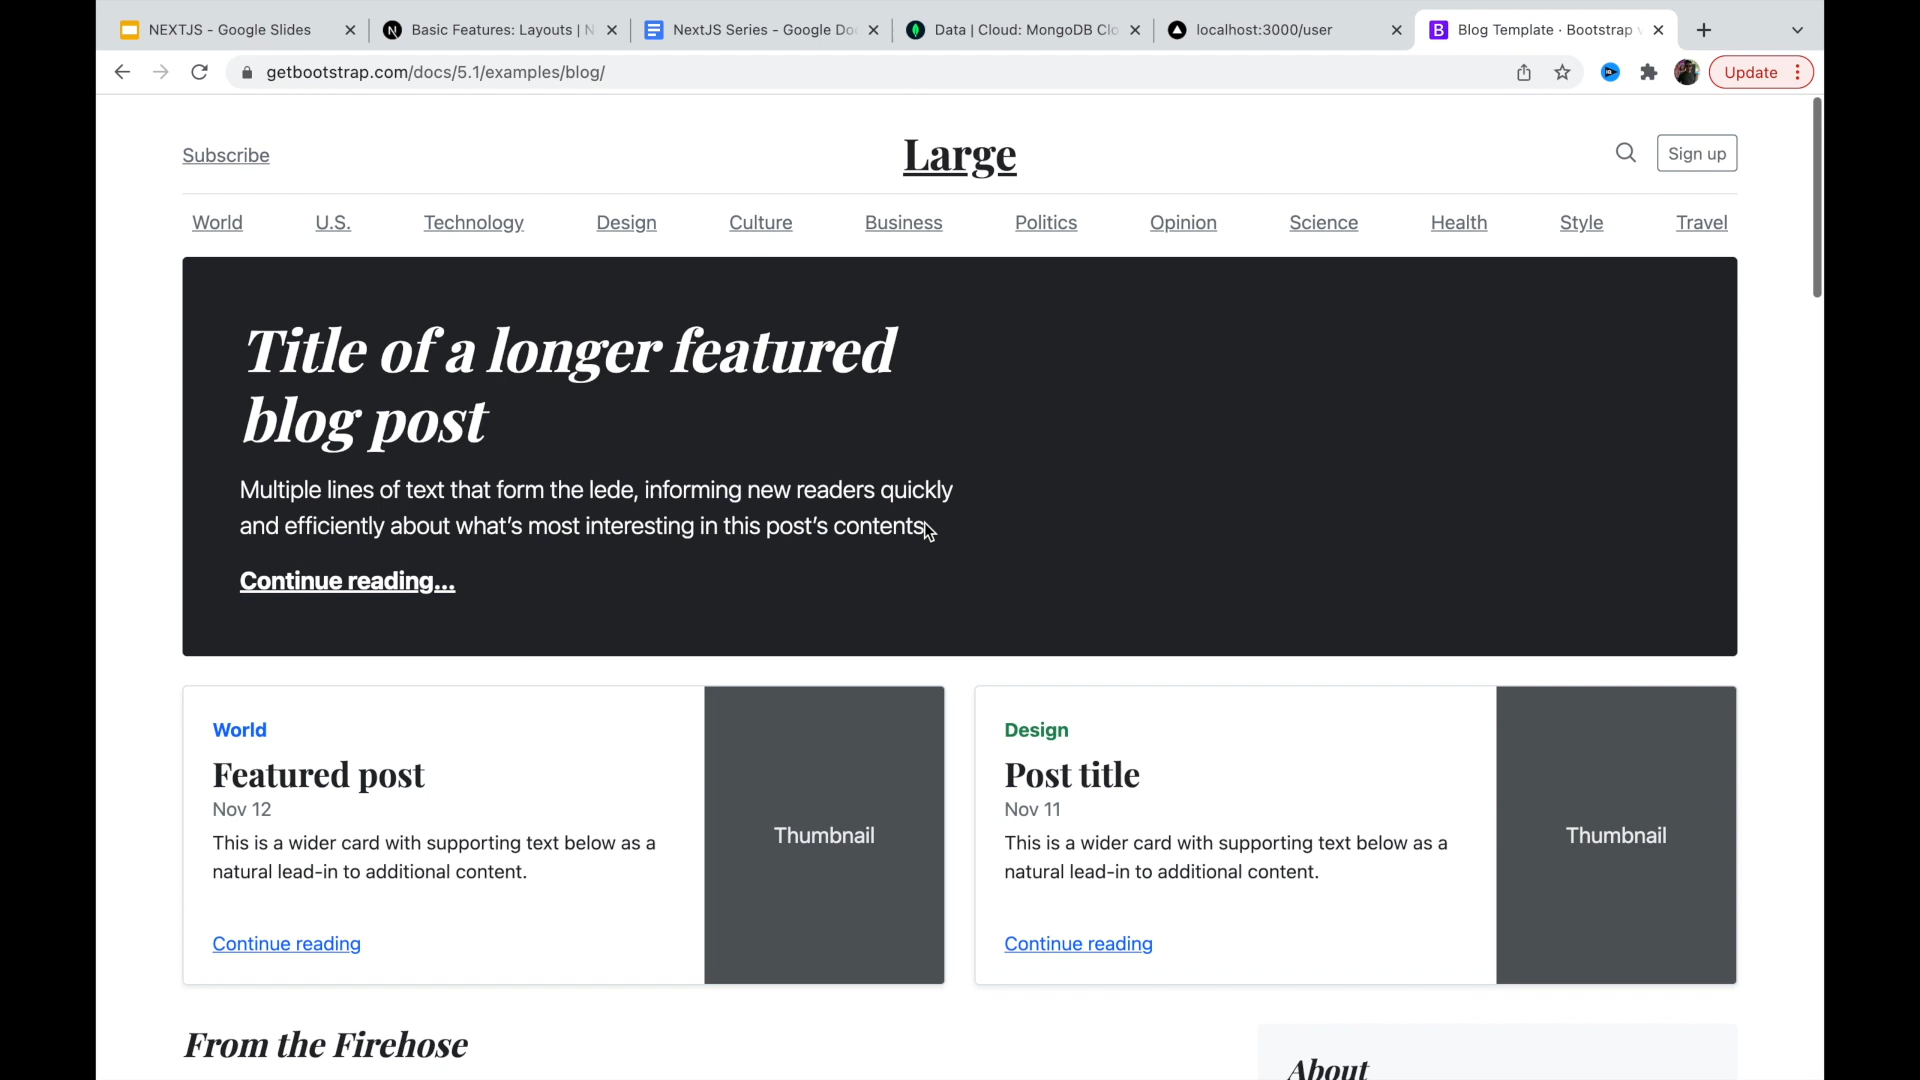 NEXTJS - Google Slides
Basic Features: Layouts | N
NextJS Series - Google Do
Data | Cloud: MongoDB Clo
localhost:3000/user
Blog Template · Bootstrap v
getbootstrap.com/docs/5.1/examples/blog/
Update
Subscribe
Large
Sign up
World U.S. Technology Design Culture Business Politics Opinion Science Health Style Travel
Title of a longer featured
blog post
Multiple lines of text that form the lede, informing new readers quickly
and efficiently about what’s most interesting in this post’s contents.
Continue reading...
World
Featured post
Nov 12
This is a wider card with supporting text below as a
natural lead-in to additional content.
Continue reading
Thumbnail
Design
Post title
Nov 11
This is a wider card with supporting text below as a
natural lead-in to additional content.
Continue reading
Thumbnail
From the Firehose
About